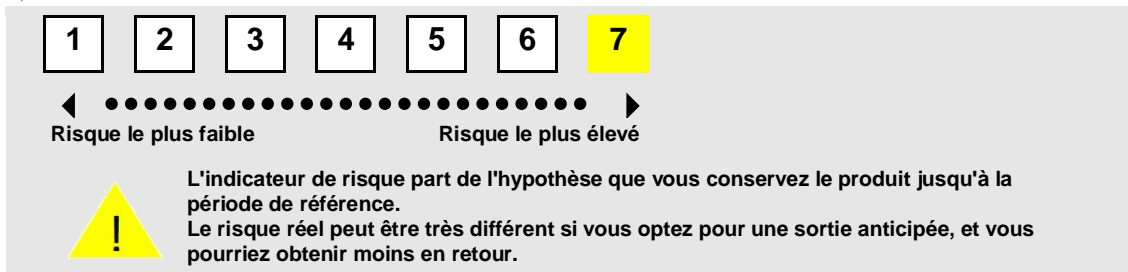 1 2 3 4 5 6 7
Risque le plus faible Risque le plus élevé
L'indicateur de risque part de l'hypothèse que vous conservez le produit jusqu'à la
période de référence.
Le risque réel peut être très différent si vous optez pour une sortie anticipée, et vous
pourriez obtenir moins en retour.
!